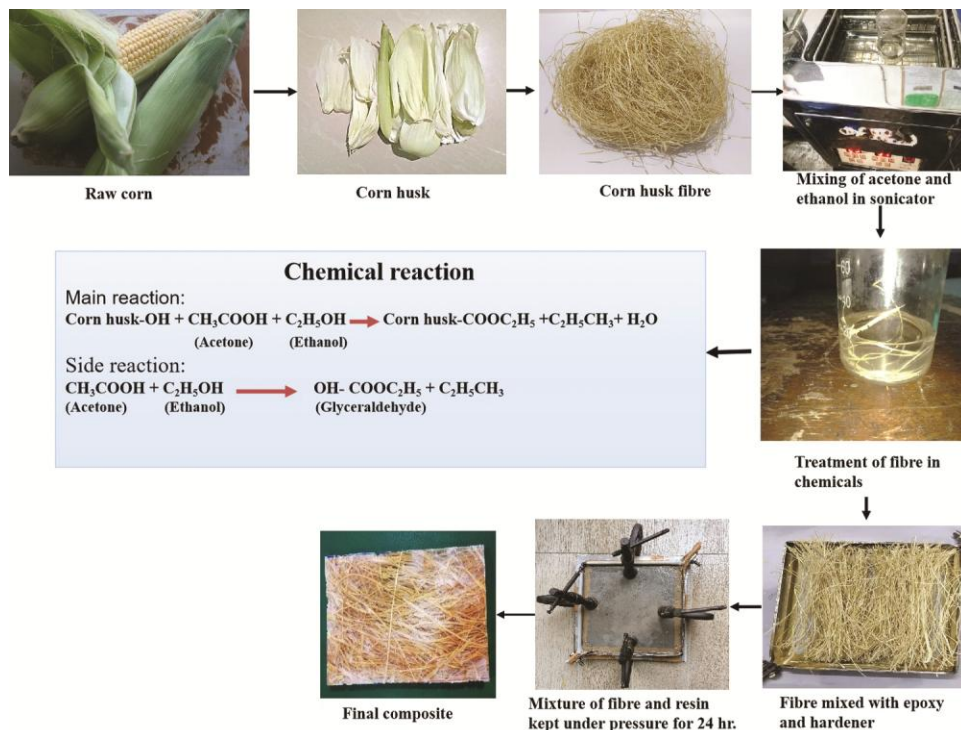 Raw corn
Corn husk
Corn husk fibre
Mixing of acetone and
ethanol in sonicator
Chemical reaction
Main reaction:
Corn husk-OH + CH₃COOH + C₂H₅OH → Corn husk-COOC₂H₅ +C₂H₅CH₃+ H₂O
(Acetone) (Ethanol)
Side reaction:
CH₃COOH + C₂H₅OH → OH- COOC₂H₅ + C₂H₅CH₃
(Acetone) (Ethanol) (Glyceraldehyde)
Treatment of fibre in
chemicals
Final composite
Mixture of fibre and resin
kept under pressure for 24 hr.
Fibre mixed with epoxy
and hardener